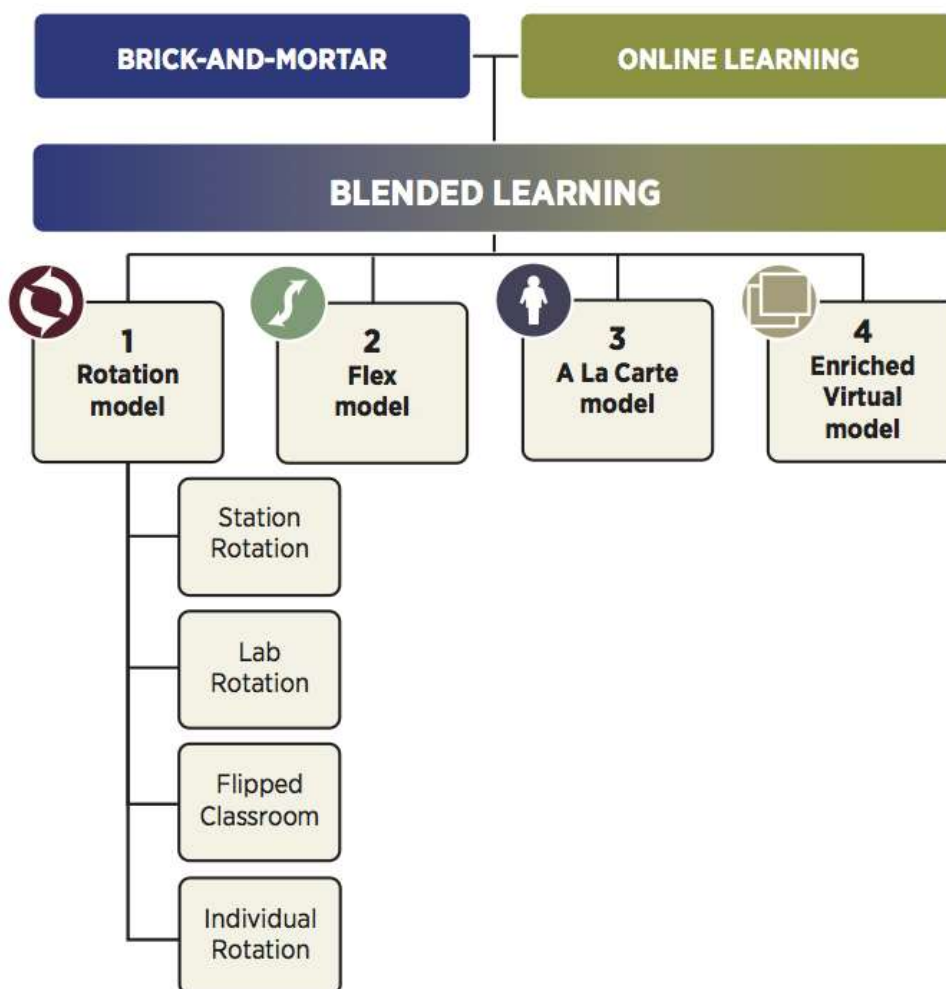 BRICK-AND-MORTAR
ONLINE LEARNING
BLENDED LEARNING
1
Rotation
model
2
Flex
model
3
A La Carte
model
4
Enriched
Virtual
model
Station
Rotation
Lab
Rotation
Flipped
Classroom
Individual
Rotation